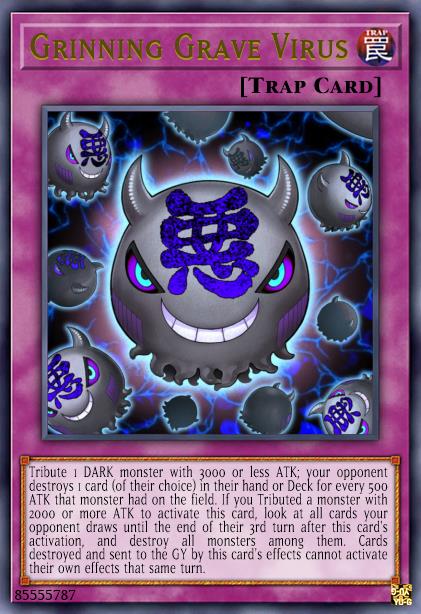 Grinning Grave Virus
TRAP
罠
[Trap Card]
悪
Tribute 1 DARK monster with 3000 or less ATK; your opponent
destroys 1 card (of their choice) in their hand or Deck for every 500
ATK that monster had on the field. If you Tributed a monster with
2000 or more ATK to activate this card, look at all cards your
opponent draws until the end of their 3rd turn after this card's
activation, and destroy all monsters among them. Cards
destroyed and sent to the GY by this card's effects cannot activate
their own effects that same turn.
85555787